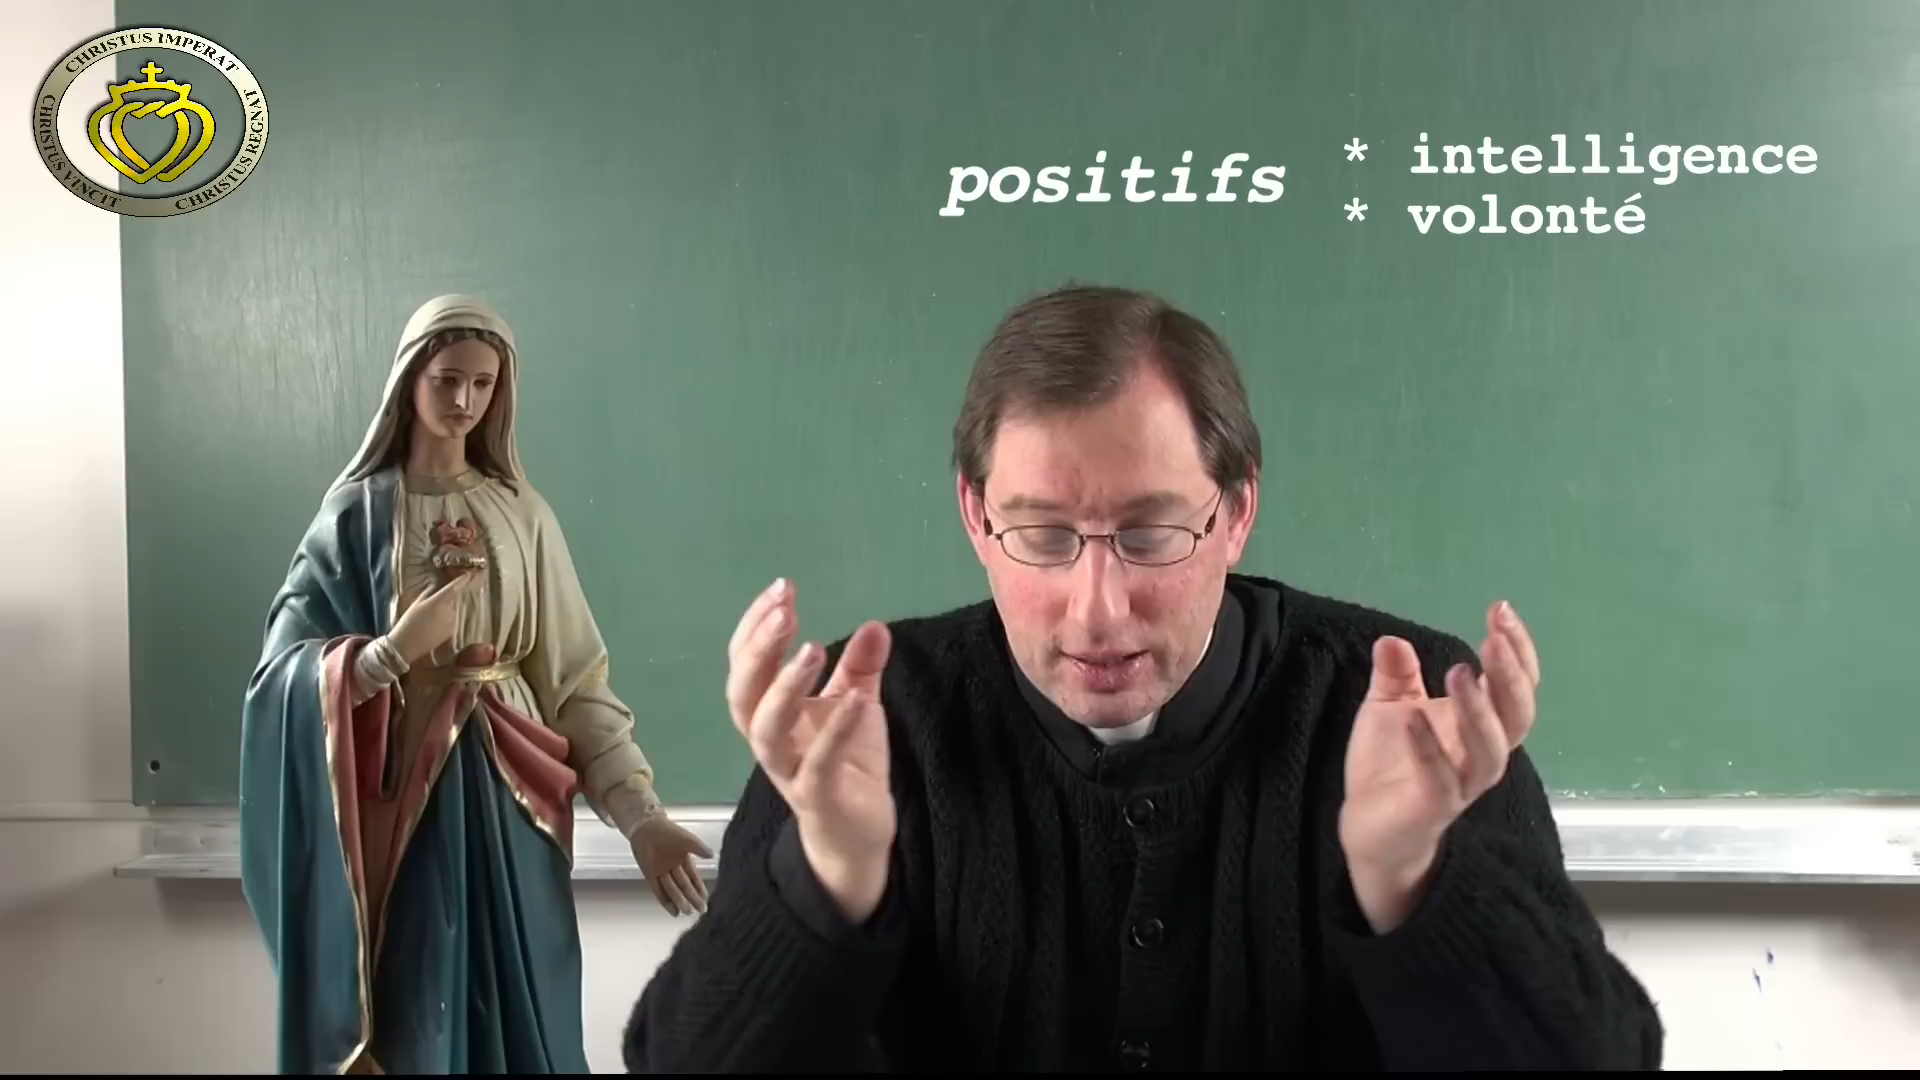 CHRISTUS VINCIT CHRISTUS IMPERAT CHRISTUS REGNAT
positifs
* intelligence
* volonté